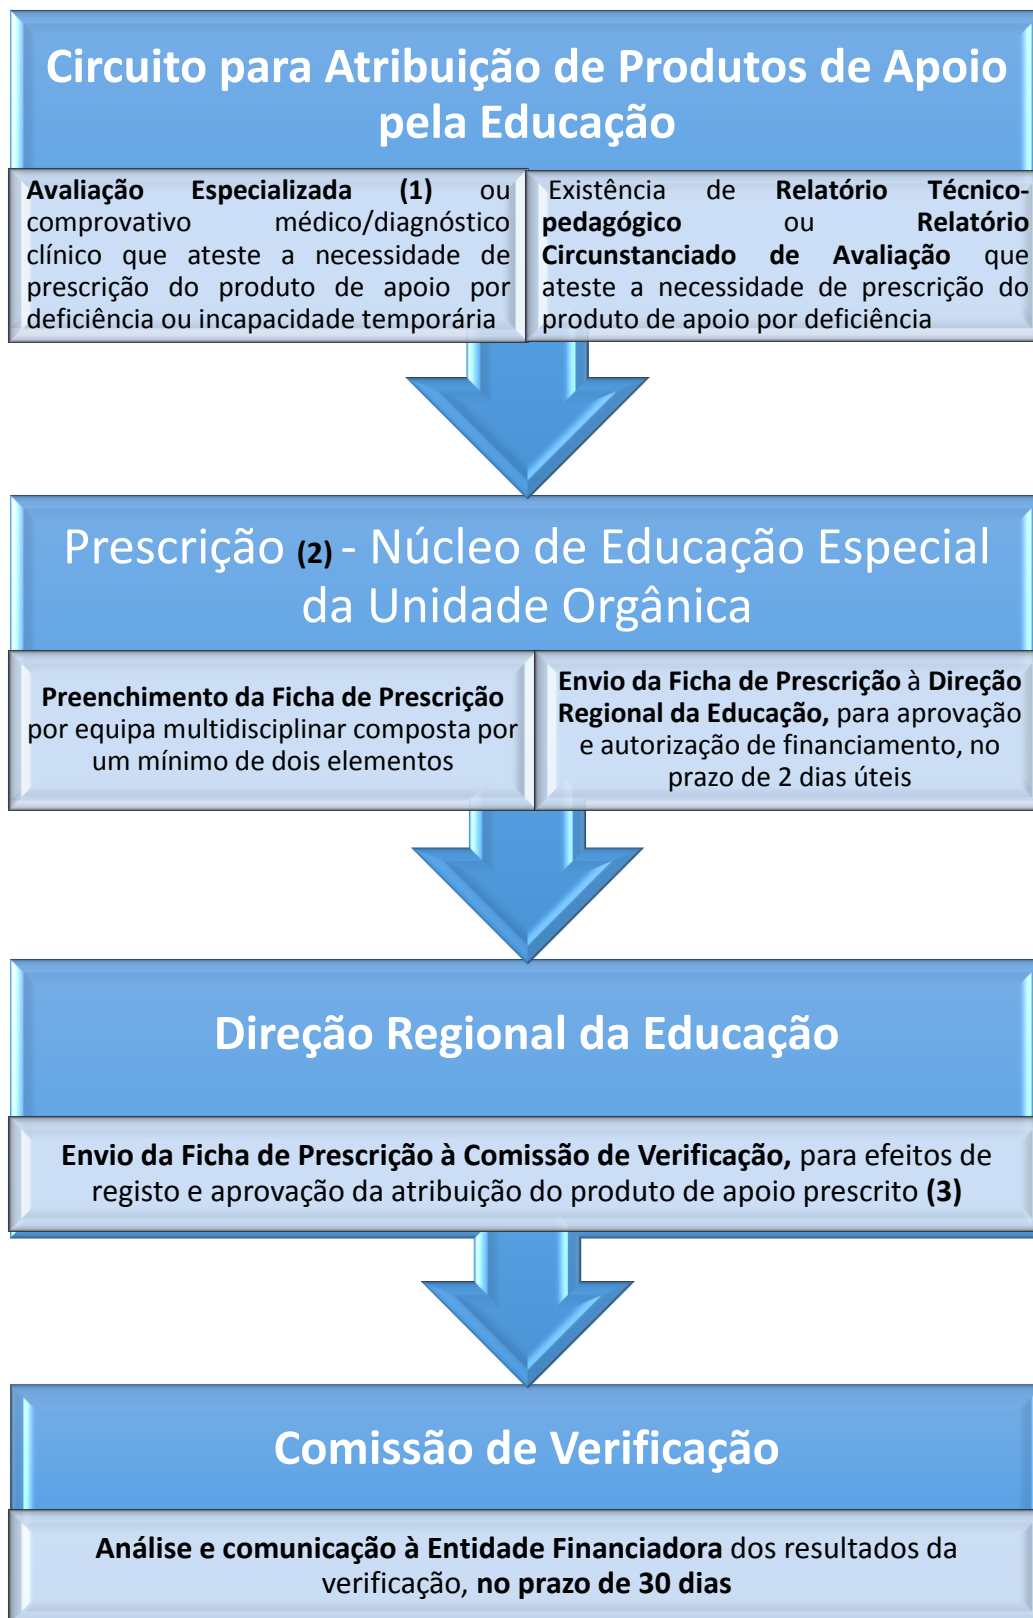 Circuito para Atribuição de Produtos de Apoio
pela Educação
Avaliação Especializada (1) ou
comprovativo médico/diagnóstico
clínico que ateste a necessidade de
prescrição do produto de apoio por
deficiência ou incapacidade temporária
Existência de Relatório Técnico-
pedagógico ou Relatório
Circunstanciado de Avaliação que
ateste a necessidade de prescrição do
produto de apoio por deficiência
Prescrição (2) - Núcleo de Educação Especial
da Unidade Orgânica
Preenchimento da Ficha de Prescrição
por equipa multidisciplinar composta por
um mínimo de dois elementos
Envio da Ficha de Prescrição à Direção
Regional da Educação, para aprovação
e autorização de financiamento, no
prazo de 2 dias úteis
Direção Regional da Educação
Envio da Ficha de Prescrição à Comissão de Verificação, para efeitos de
registo e aprovação da atribuição do produto de apoio prescrito (3)
Comissão de Verificação
Análise e comunicação à Entidade Financiadora dos resultados da
verificação, no prazo de 30 dias